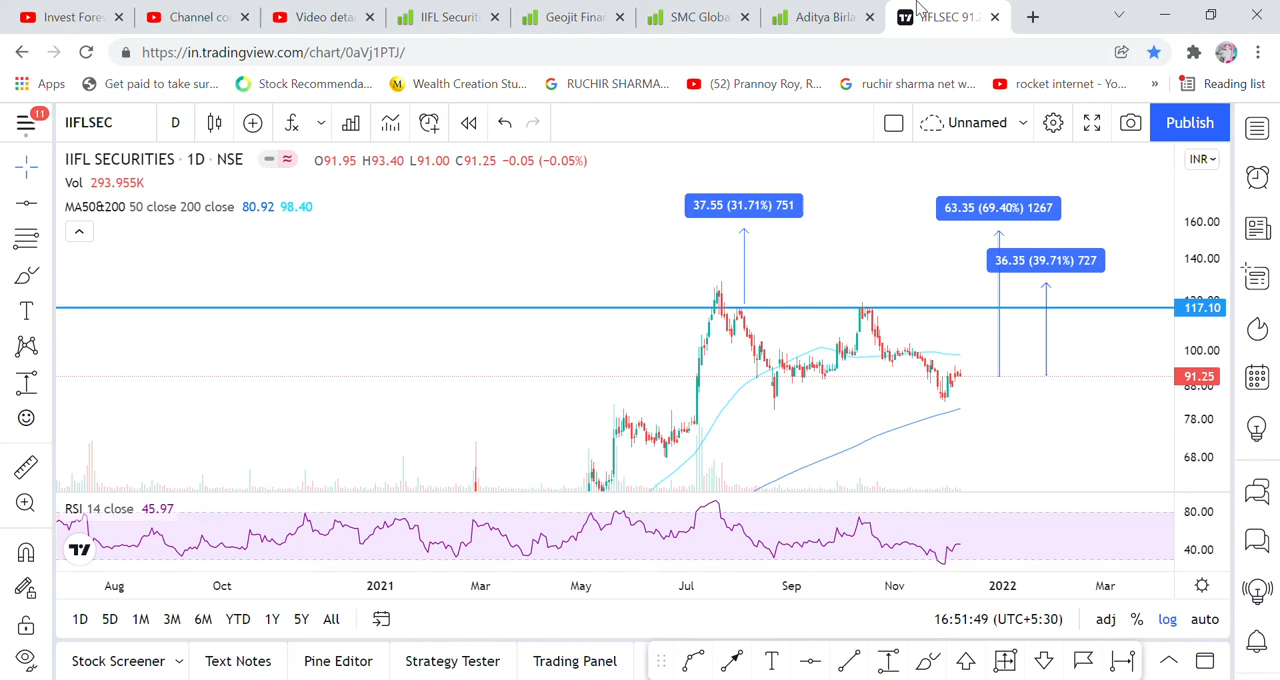 Invest Fore
Channel co
Video deta
IIFL Securit
Geojit Finar
SMC Globa
Aditya Birla
IIFLSEC 91.
https://in.tradingview.com/chart/0aVj1PTJ/
Apps
Get paid to take sur...
Stock Recommenda...
Wealth Creation Stu...
RUCHIR SHARMA...
(52) Prannoy Roy, R...
ruchir sharma net w...
rocket internet - Yo...
»
Reading list
11
IIFLSEC
D
Unnamed
Publish
IIFL SECURITIES · 1D · NSE
O91.95 H93.40 L91.00 C91.25 −0.05 (−0.05%)
INR
Vol 293.955K
MA50&200 50 close 200 close 80.92 98.40
37.55 (31.71%) 751
63.35 (69.40%) 1267
36.35 (39.71%) 727
160.00
140.00
117.10
100.00
91.25
78.00
68.00
RSI 14 close 45.97
80.00
40.00
Aug
Oct
2021
Mar
May
Jul
Sep
Nov
2022
Mar
1D 5D 1M 3M 6M YTD 1Y 5Y All
16:51:49 (UTC+5:30)
adj % log auto
Stock Screener
Text Notes
Pine Editor
Strategy Tester
Trading Panel